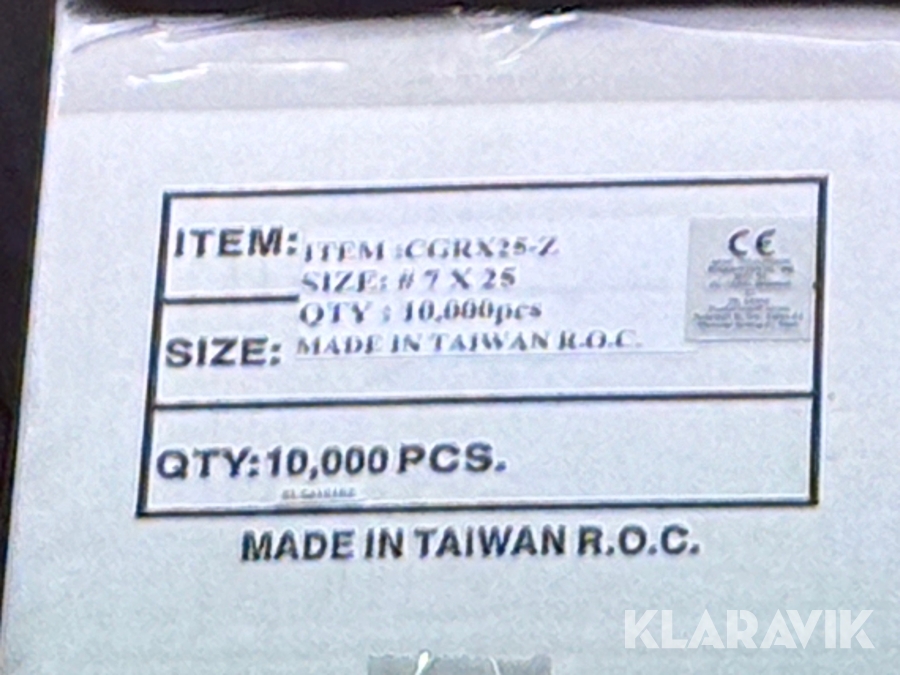 ITEM:
ITEM :CGRX25-Z
SIZE: # 7 X 25
QTY : 10,000pcs
SIZE:
MADE IN TAIWAN R.O.C.
CE
QTY:10,000 PCS.
MADE IN TAIWAN R.O.C.
KLARAVIK